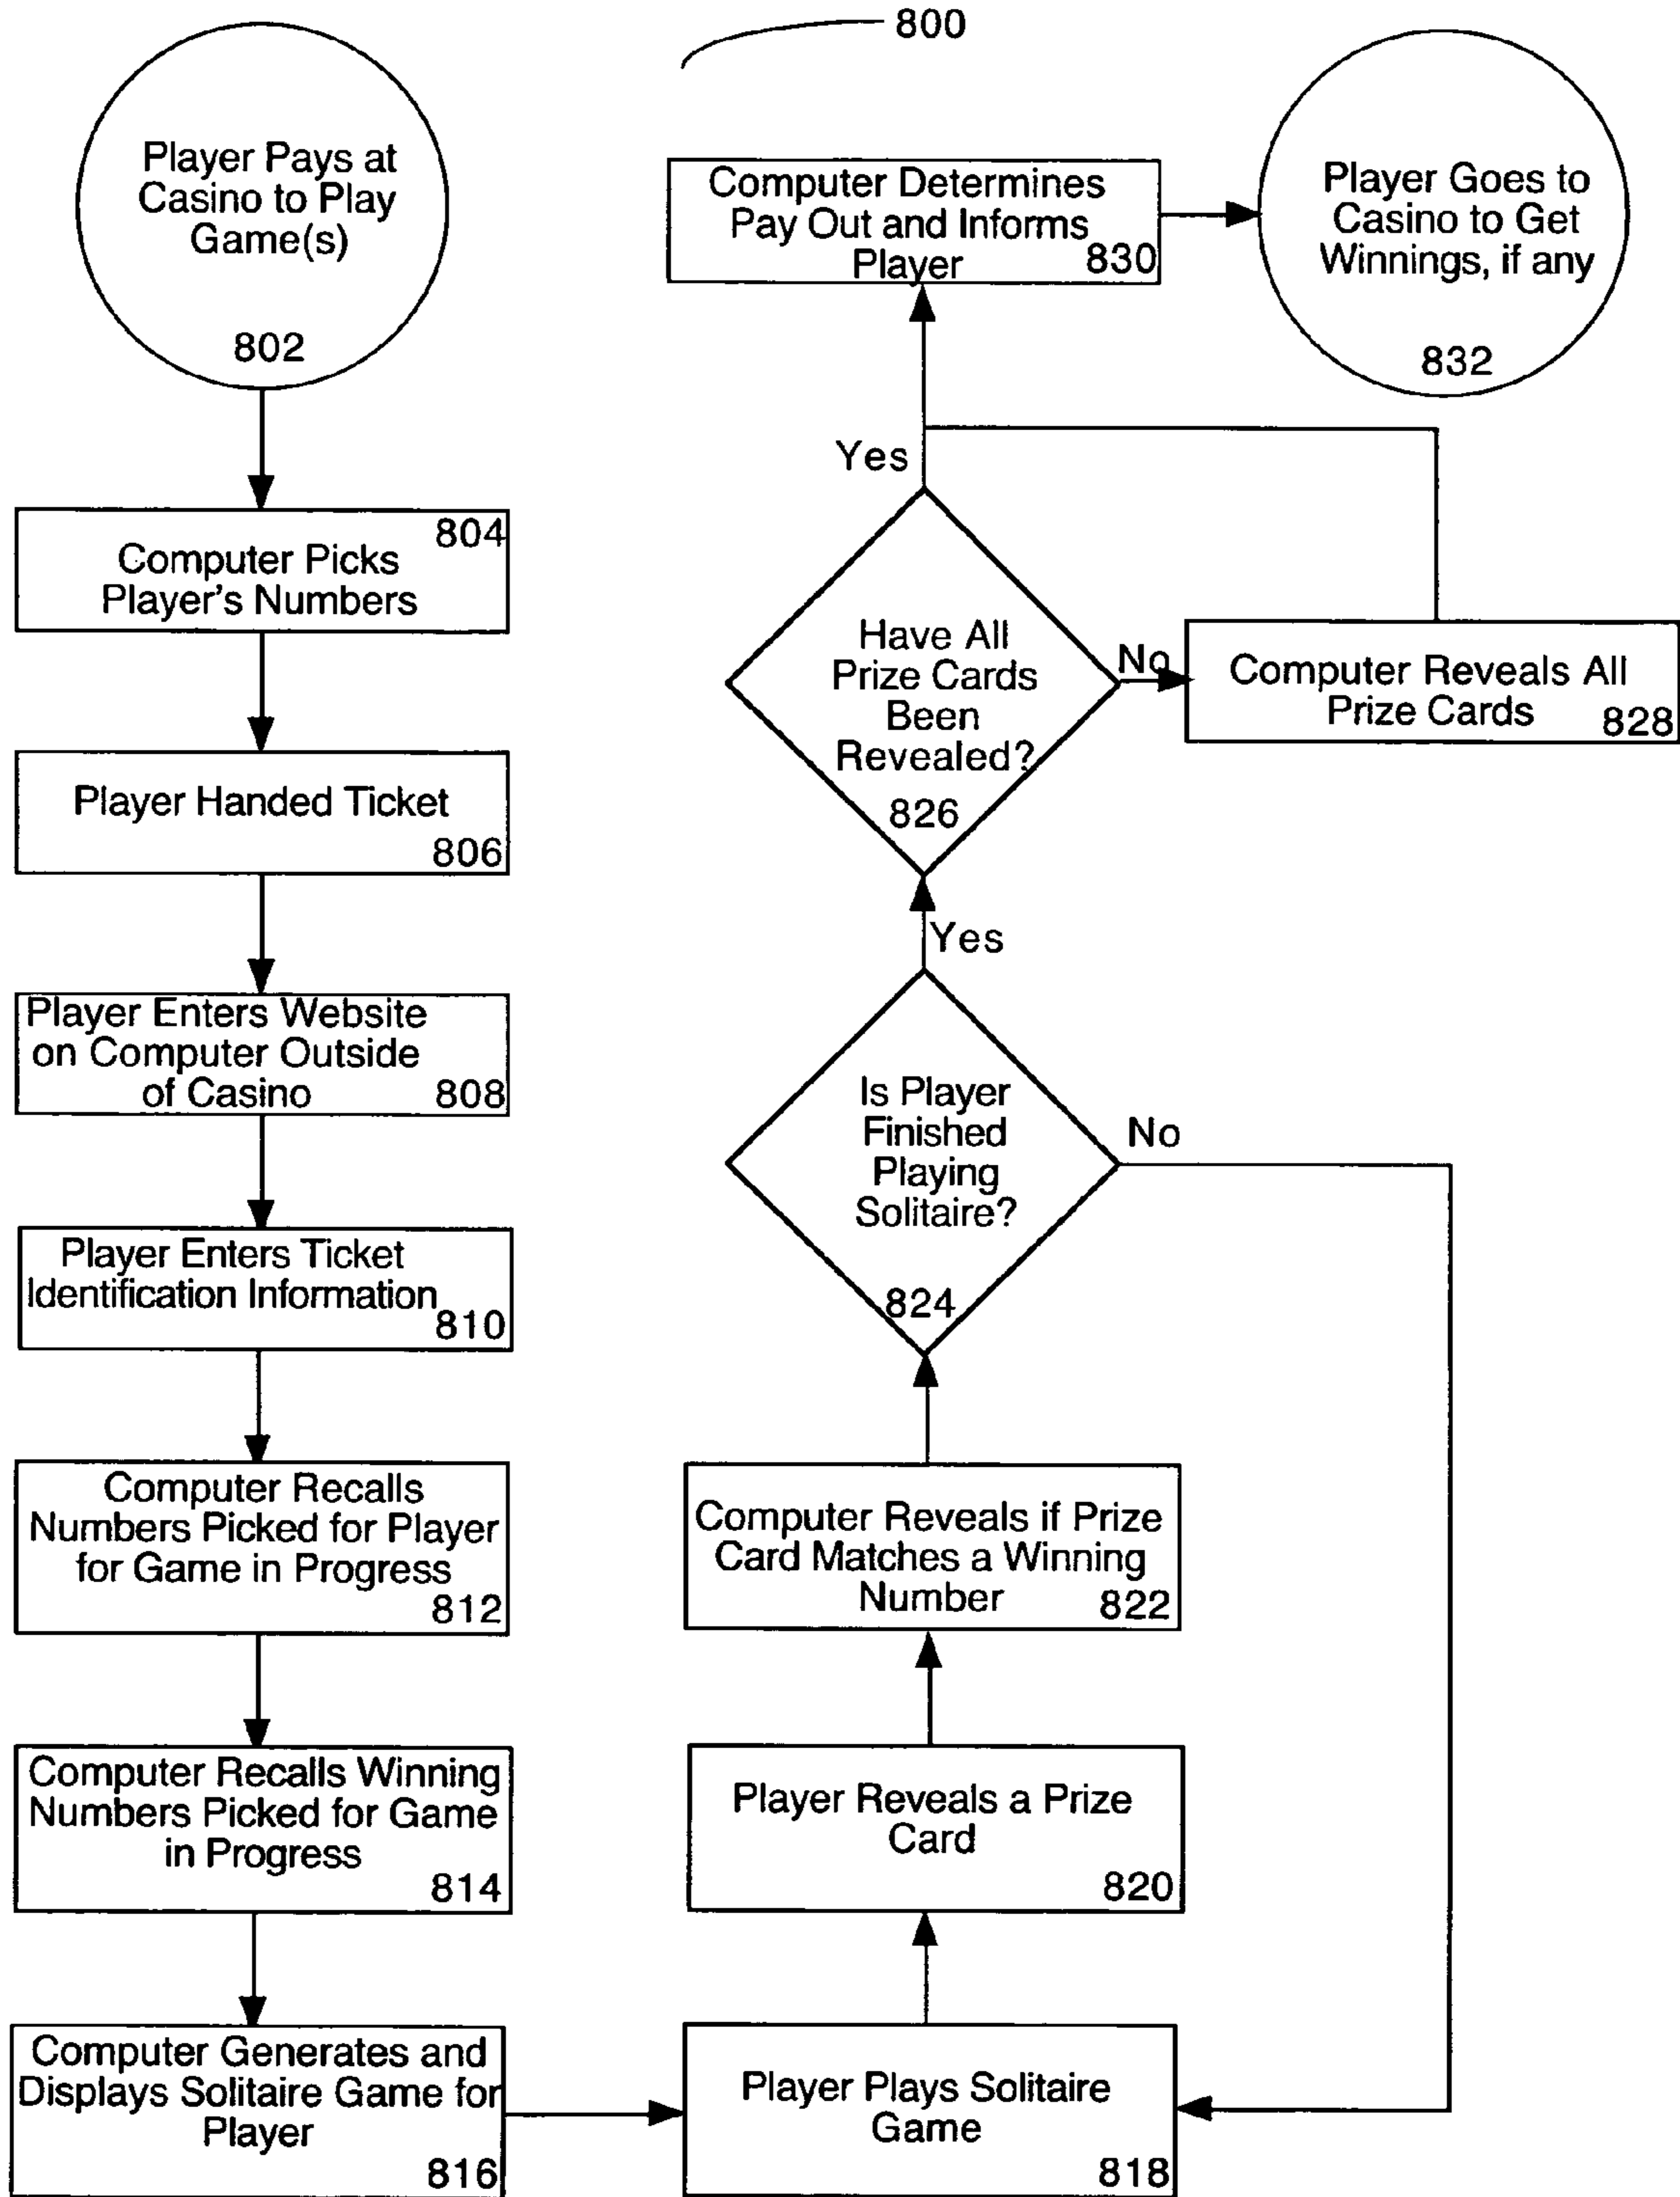 800
Player Pays at
Casino to Play
Game(s)
802
804
Computer Picks
Player's Numbers
Player Handed Ticket
806
Player Enters Website
on Computer Outside
of Casino 808
Player Enters Ticket
Identification Information
810
Computer Recalls
Numbers Picked for Player
for Game in Progress
812
Computer Recalls Winning
Numbers Picked for Game
in Progress
814
Computer Generates and
Displays Solitaire Game for
Player
816
Player Plays Solitaire
Game
818
Player Reveals a Prize
Card
820
Computer Reveals if Prize
Card Matches a Winning
Number 822
Is Player
Finished
Playing
Solitaire?
824
No
Yes
Have All
Prize Cards
Been
Revealed?
826
No
Computer Reveals All
Prize Cards 828
Yes
Computer Determines
Pay Out and Informs
Player 830
Player Goes to
Casino to Get
Winnings, if any
832